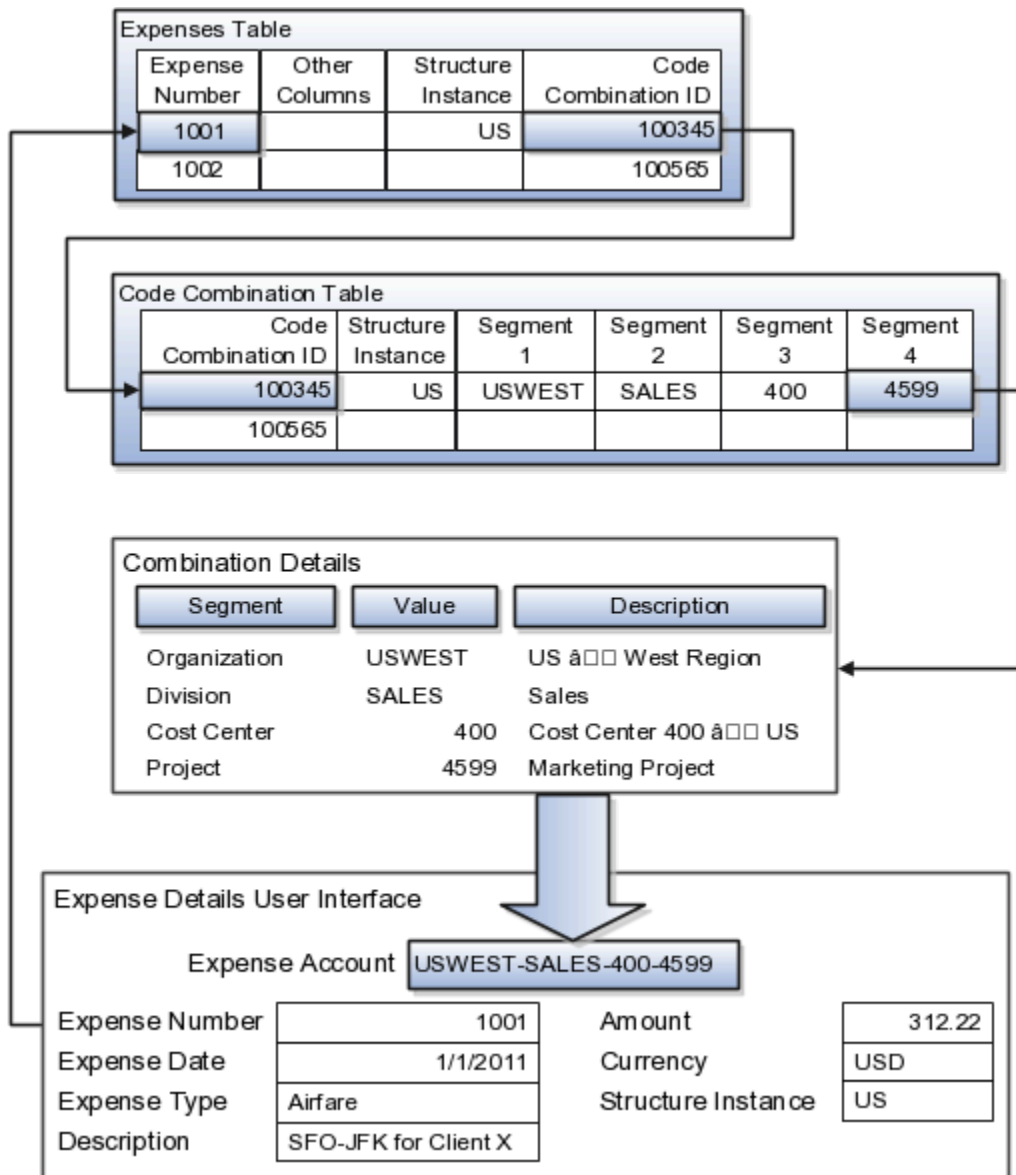 Expenses Table
Expense Number Other Columns Structure Instance Code Combination ID
1001 US 100345
1002 100565
Code Combination Table
Code Combination ID Structure Instance Segment 1 Segment 2 Segment 3 Segment 4
100345 US USWEST SALES 400 4599
100565
Combination Details
Segment Value Description
Organization USWEST US â□□ West Region
Division SALES Sales
Cost Center 400 Cost Center 400 â□□ US
Project 4599 Marketing Project
Expense Details User Interface
Expense Account USWEST-SALES-400-4599
Expense Number 1001 Amount 312.22
Expense Date 1/1/2011 Currency USD
Expense Type Airfare Structure Instance US
Description SFO-JFK for Client X